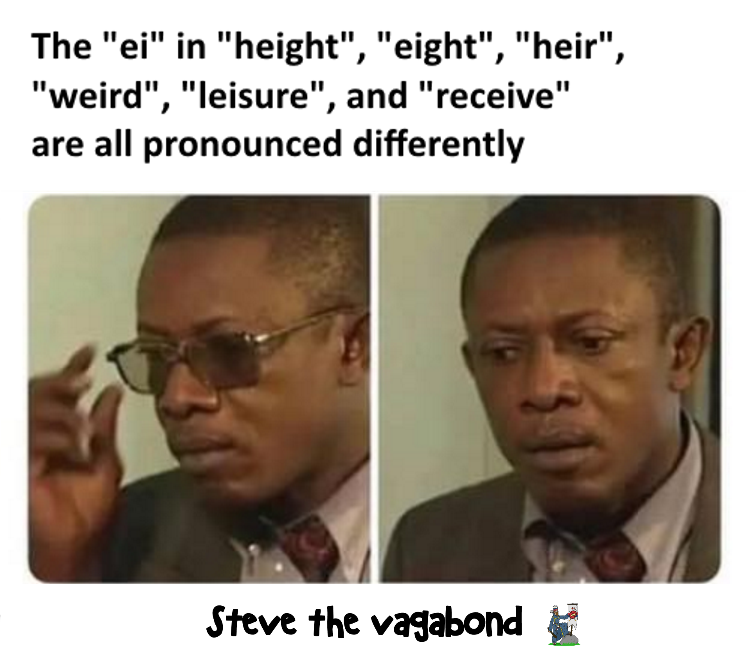 The "ei" in "height", "eight", "heir",
"weird", "leisure", and "receive"
are all pronounced differently
Steve the vagabond